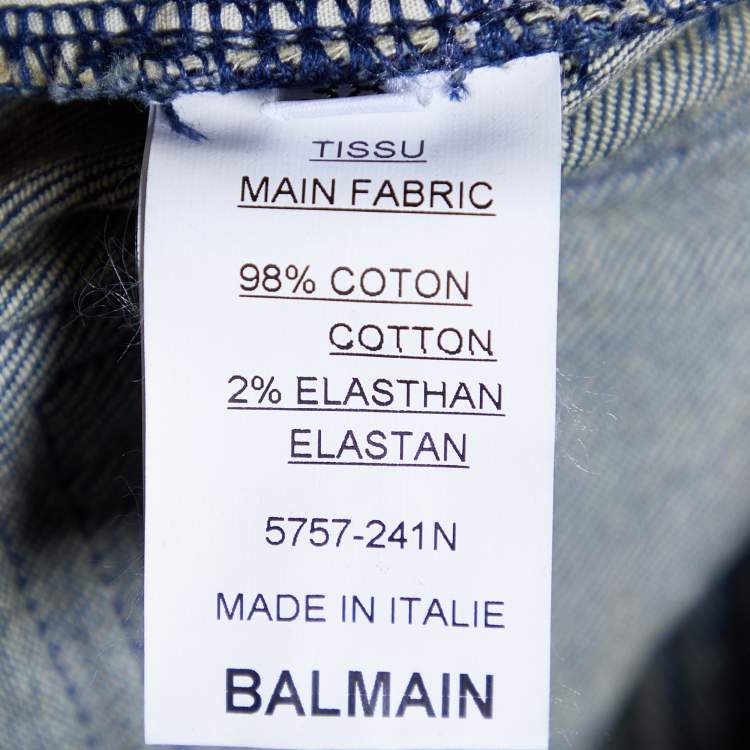 TISSU
MAIN FABRIC
98% COTON
COTTON
2% ELASTHAN
ELASTAN
5757-241N
MADE IN ITALIE
BALMAIN